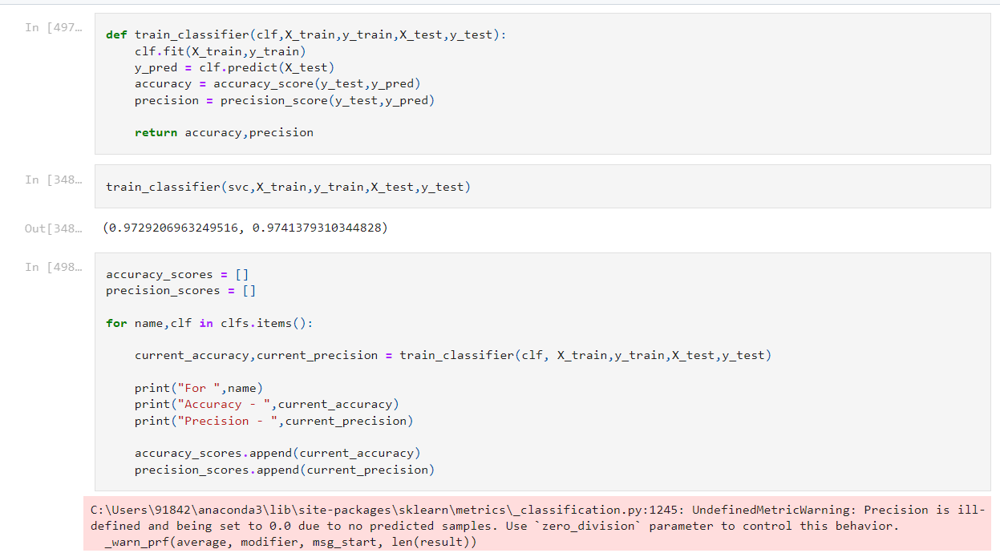 In [497…
def train_classifier(clf,X_train,y_train,X_test,y_test):
    clf.fit(X_train,y_train)
    y_pred = clf.predict(X_test)
    accuracy = accuracy_score(y_test,y_pred)
    precision = precision_score(y_test,y_pred)
    return accuracy,precision
In [348…
train_classifier(svc,X_train,y_train,X_test,y_test)
Out[348…
(0.9729206963249516, 0.9741379310344828)
In [498…
accuracy_scores = []
precision_scores = []
for name,clf in clfs.items():
    current_accuracy,current_precision = train_classifier(clf, X_train,y_train,X_test,y_test)
    print("For ",name)
    print("Accuracy - ",current_accuracy)
    print("Precision - ",current_precision)
    accuracy_scores.append(current_accuracy)
    precision_scores.append(current_precision)
C:\Users\91842\anaconda3\lib\site-packages\sklearn\metrics\_classification.py:1245: UndefinedMetricWarning: Precision is ill-
defined and being set to 0.0 due to no predicted samples. Use `zero_division` parameter to control this behavior.
  _warn_prf(average, modifier, msg_start, len(result))